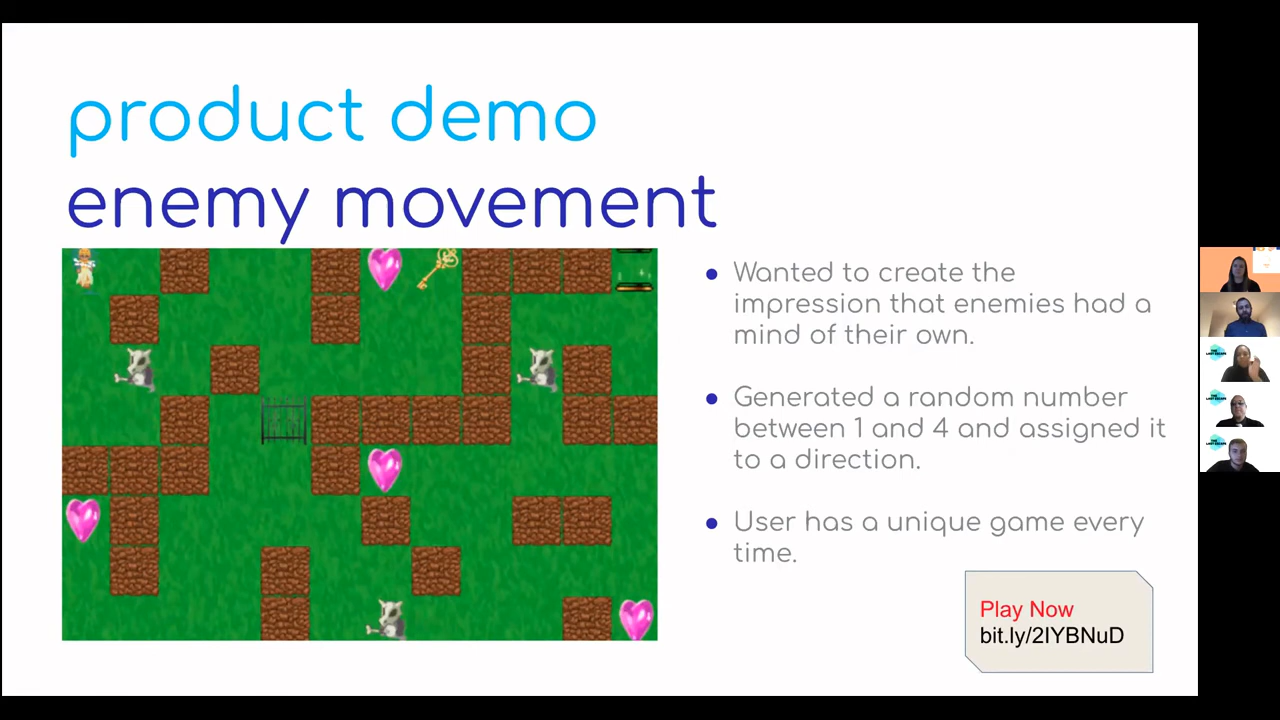 product demo
enemy movement
Wanted to create the
impression that enemies had a
mind of their own.
Generated a random number
between 1 and 4 and assigned it
to a direction.
User has a unique game every
time.
Play Now
bit.ly/2IYBNuD